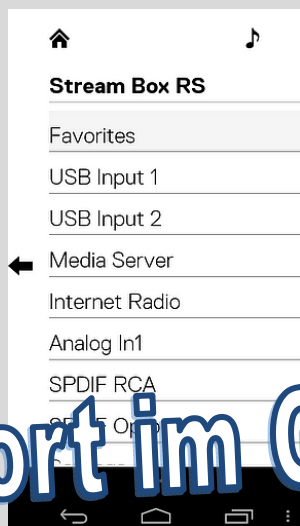 Stream Box RS
Favorites
USB Input 1
USB Input 2
Media Server
Internet Radio
Analog In1
SPDIF RCA
ort im